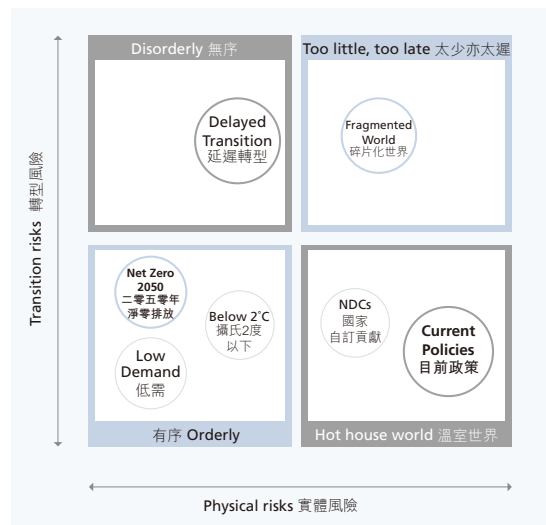 Disorderly 無序
Too little, too late 太少亦太遲
Delayed
Transition
延遲轉型
Fragmented
World
碎片化世界
Transition risks 轉型風險
Net Zero
2050
二零五零年
淨零排放
Below 2˚C
攝氏2度
以下
Low
Demand
低需
NDCs
國家
自訂貢獻
Current
Policies
目前政策
有序 Orderly
Hot house world 溫室世界
Physical risks 實體風險